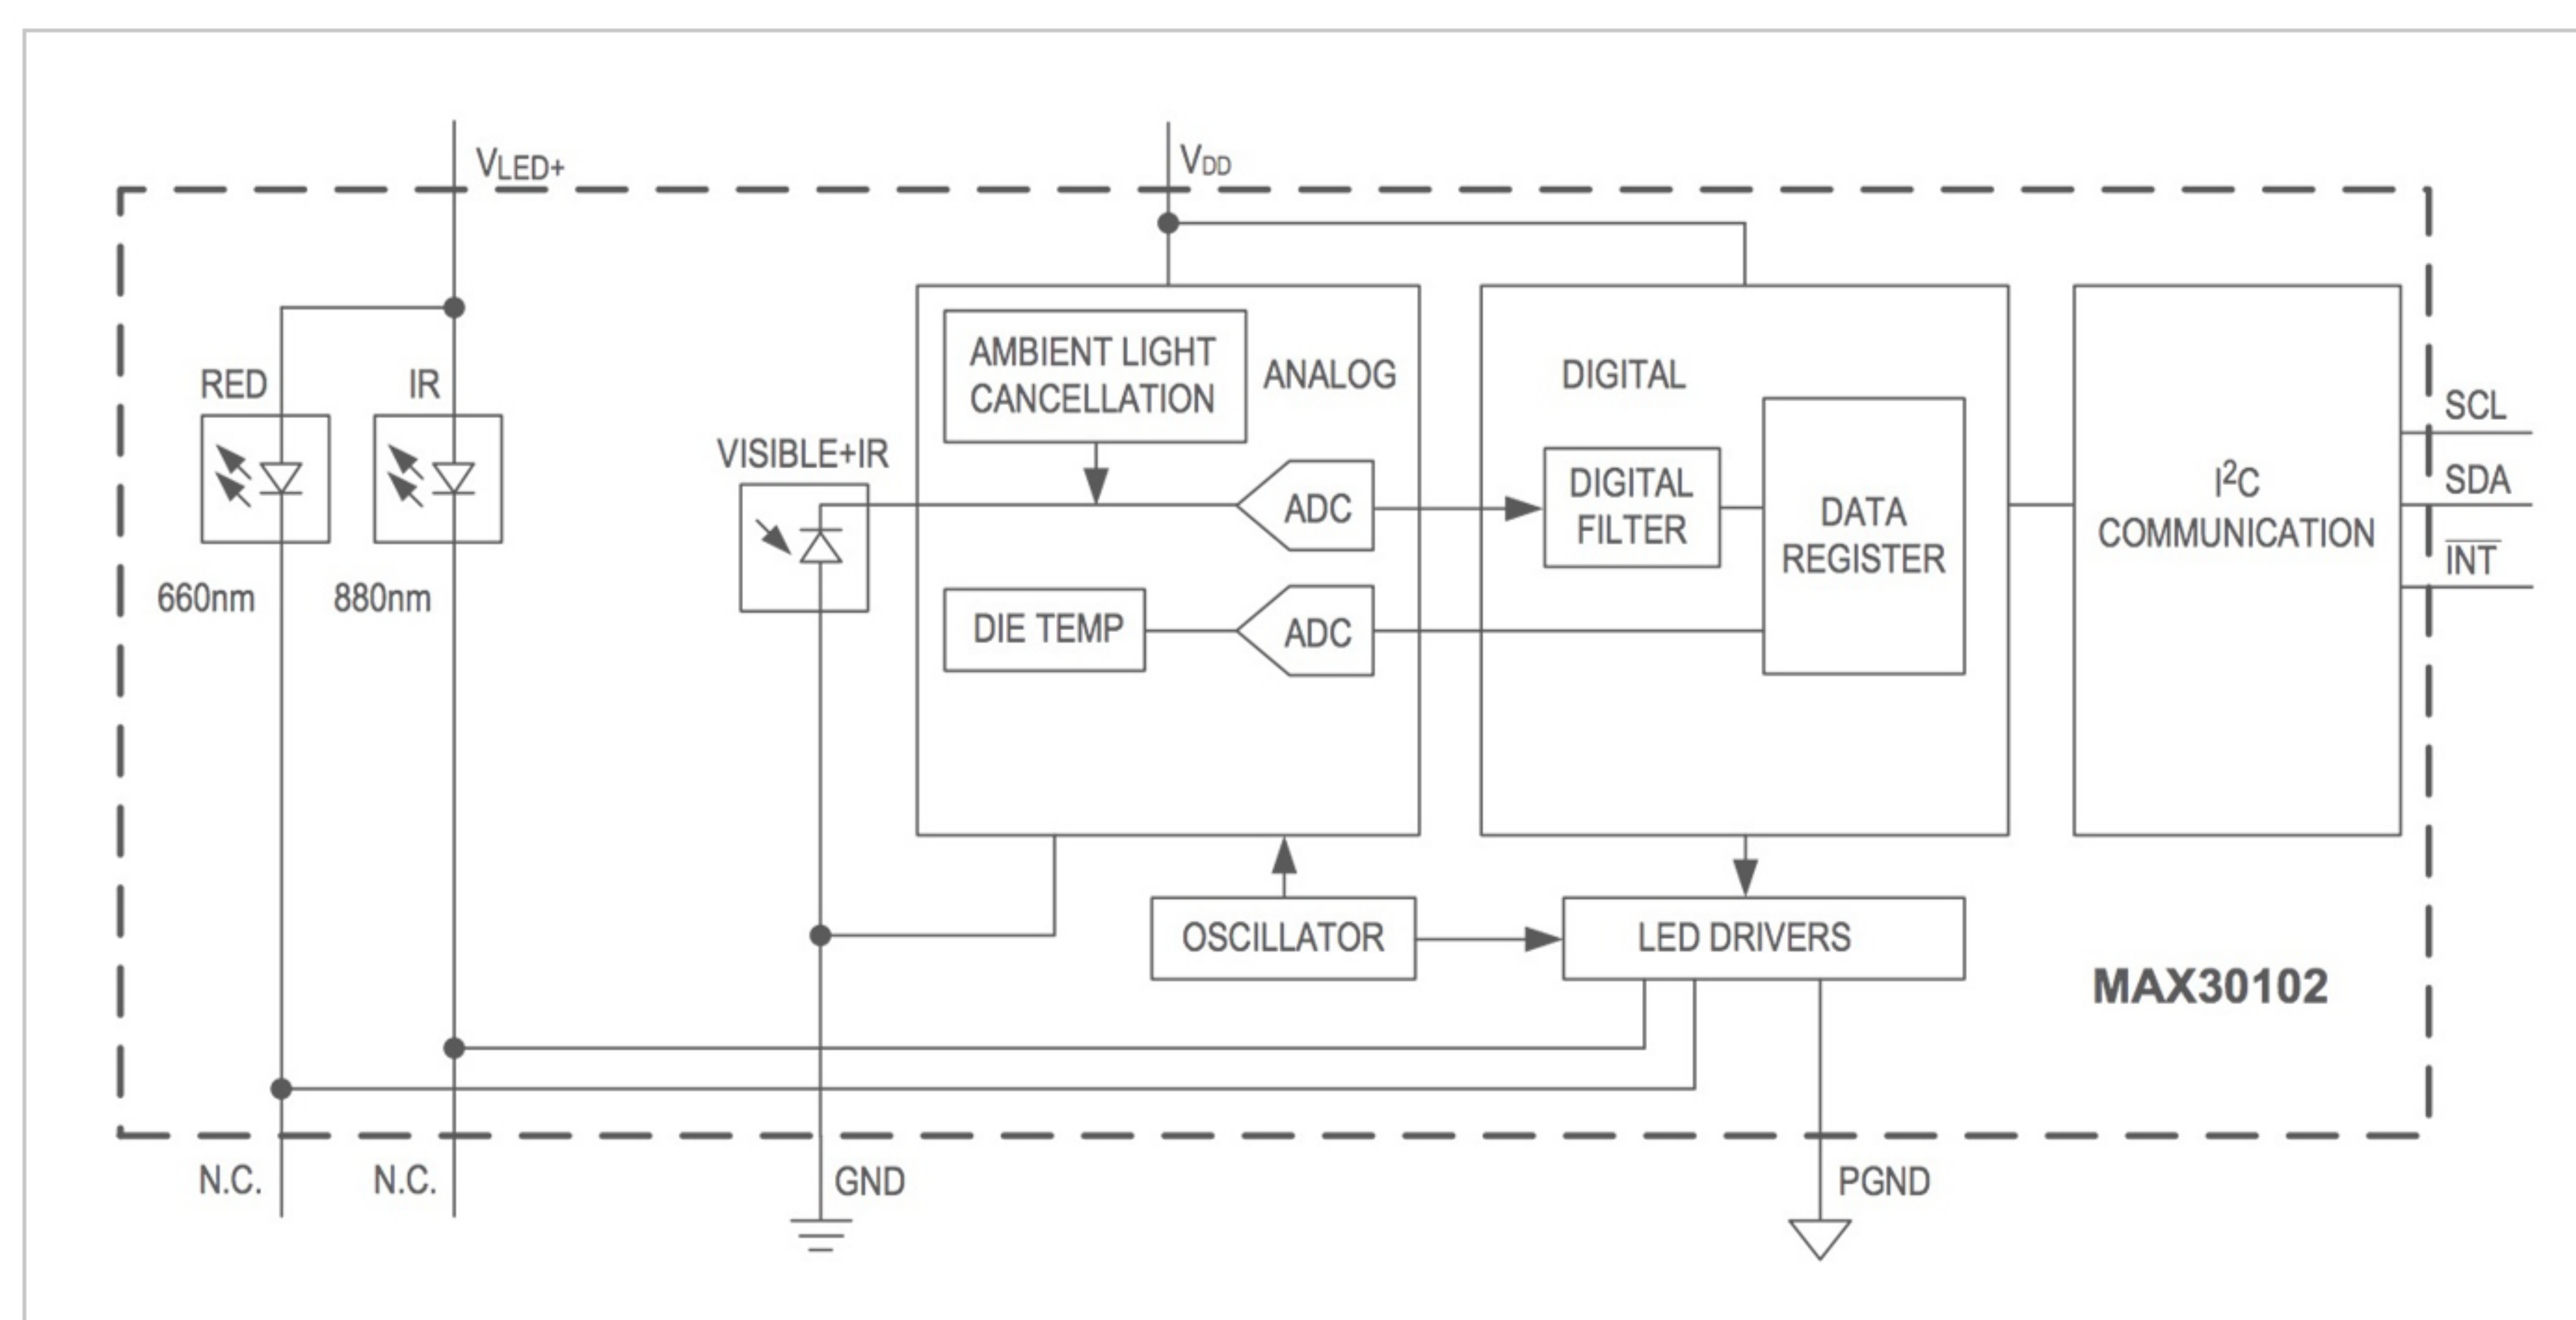 VLED+
VDD
RED
IR
660nm
880nm
VISIBLE+IR
AMBIENT LIGHT
CANCELLATION
ANALOG
ADC
DIE TEMP
ADC
DIGITAL
DIGITAL
FILTER
DATA
REGISTER
I²C
COMMUNICATION
SCL
SDA
INT
OSCILLATOR
LED DRIVERS
MAX30102
N.C.
N.C.
GND
PGND